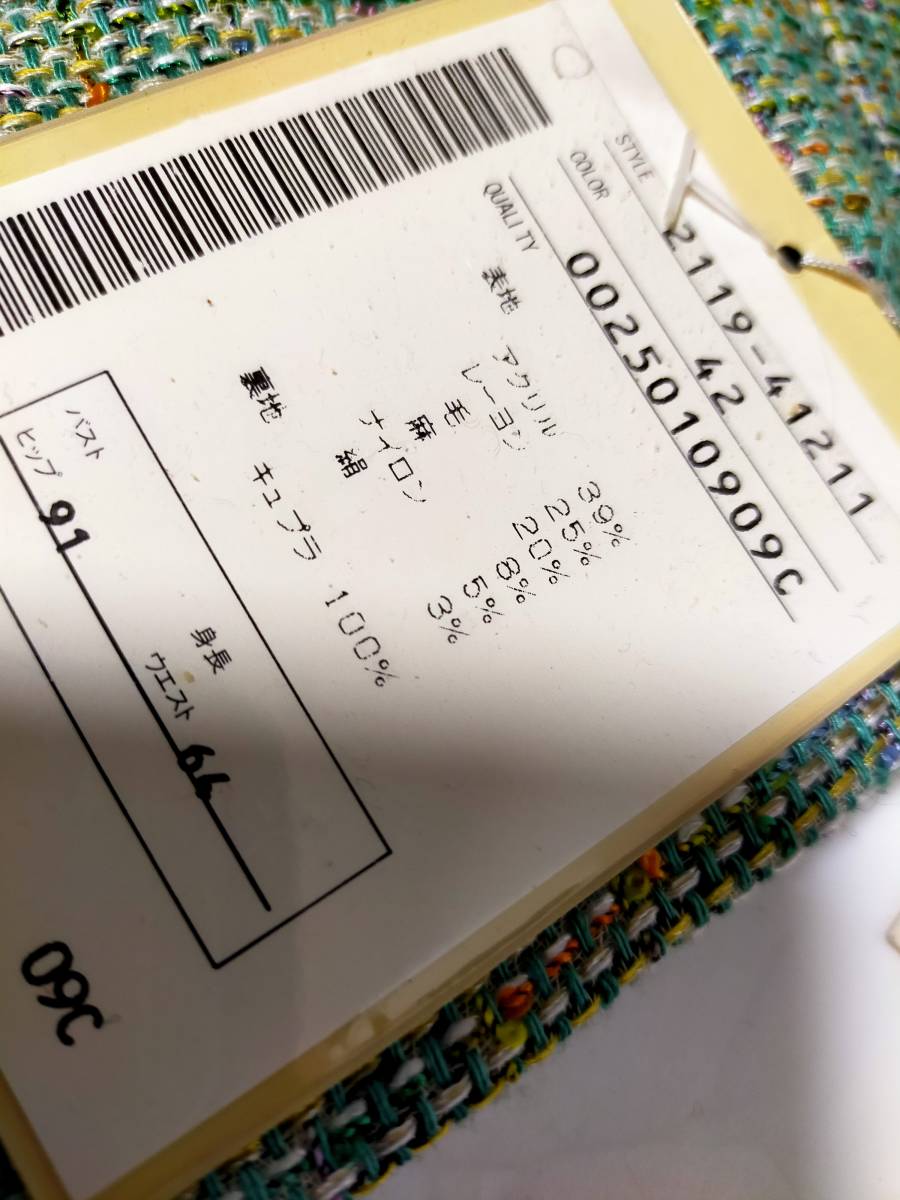 STYLE 2119-41211
COLOR 42
0025010909C
QUALITY
表地 アクリル 39%
レーヨン 25%
毛 20%
麻 8%
ナイロン 5%
絹 3%
裏地 キュプラ 100%
バスト 身長
ヒップ 91 ウエスト 66
09C